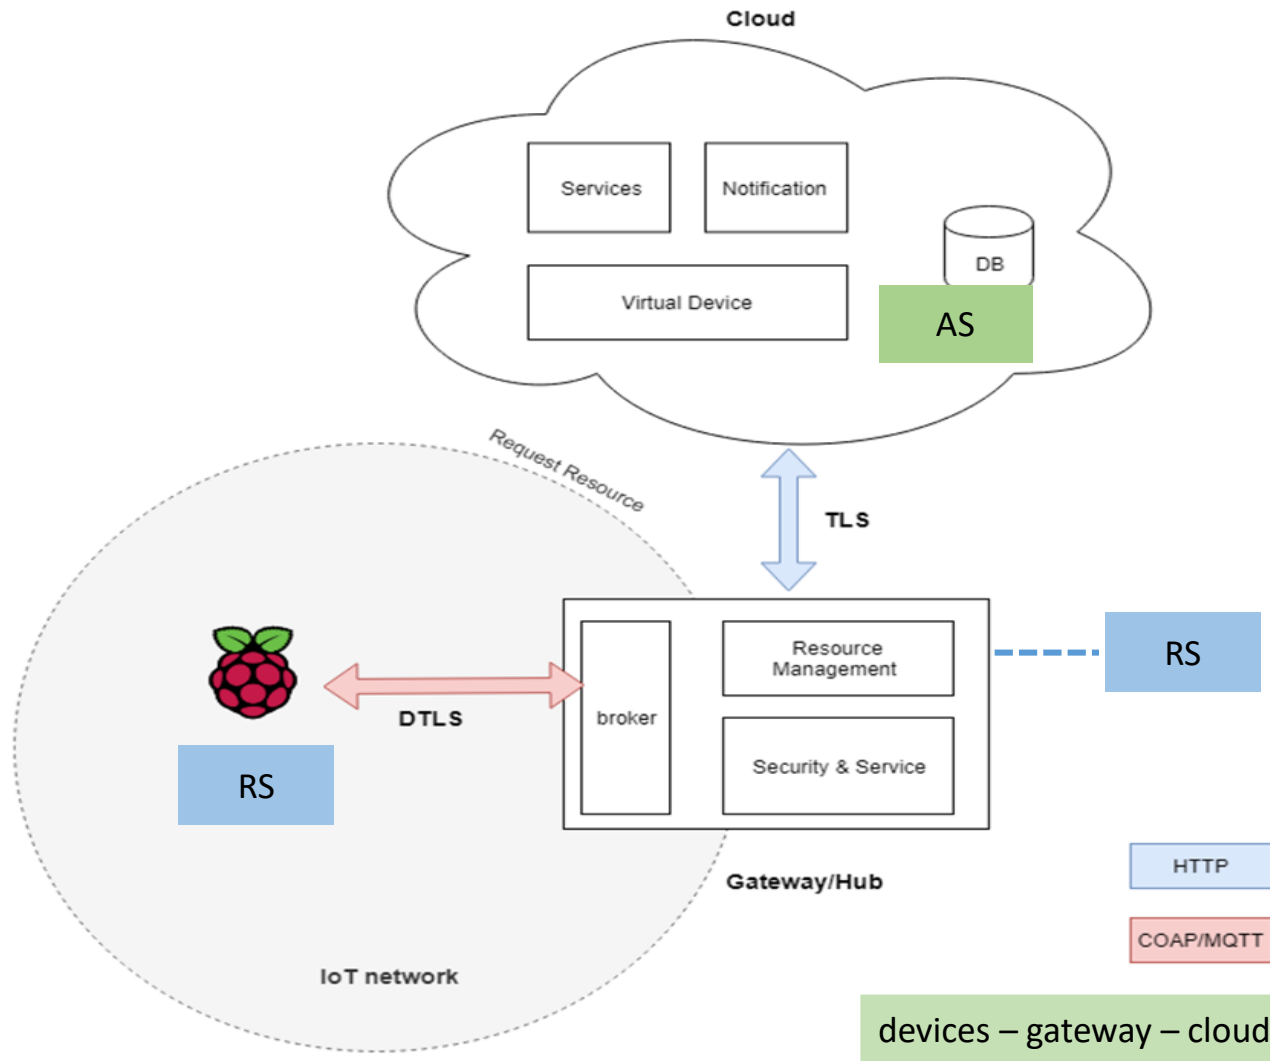 Cloud
Services
Notification
DB
Virtual Device
AS
Request Resource
TLS
Resource
Management
RS
DTLS
broker
Security & Service
RS
HTTP
Gateway/Hub
COAP/MQTT
IoT network
devices – gateway – cloud